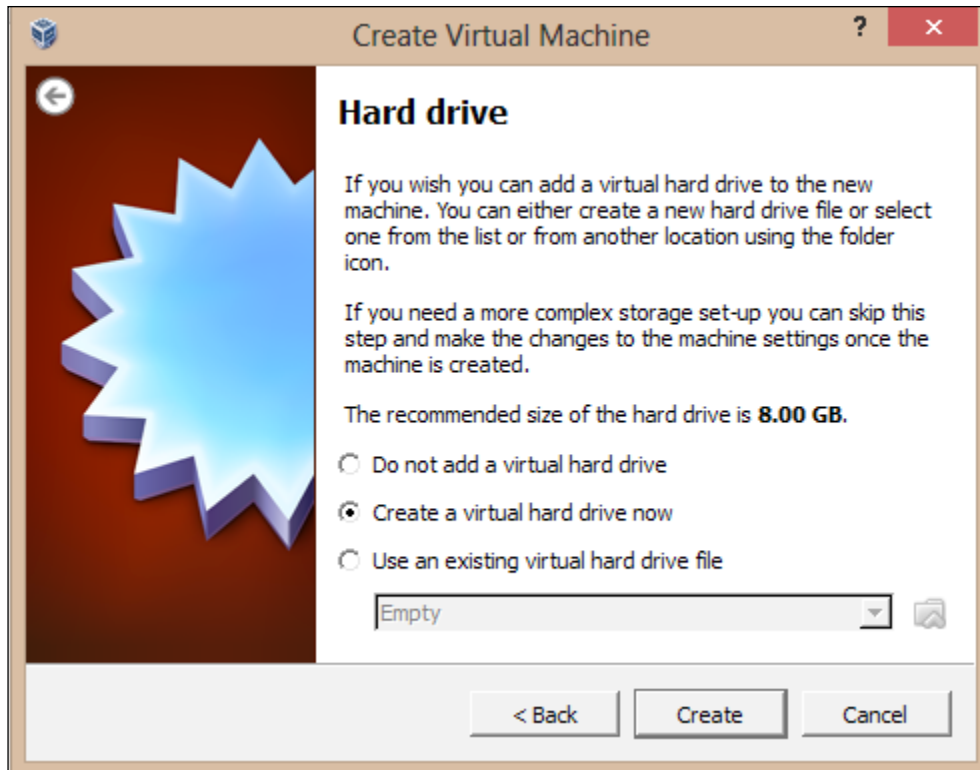 Create Virtual Machine
?
Hard drive
If you wish you can add a virtual hard drive to the new
machine. You can either create a new hard drive file or select
one from the list or from another location using the folder
icon.
If you need a more complex storage set-up you can skip this
step and make the changes to the machine settings once the
machine is created.
The recommended size of the hard drive is 8.00 GB.
Do not add a virtual hard drive
Create a virtual hard drive now
Use an existing virtual hard drive file
Empty
< Back
Create
Cancel